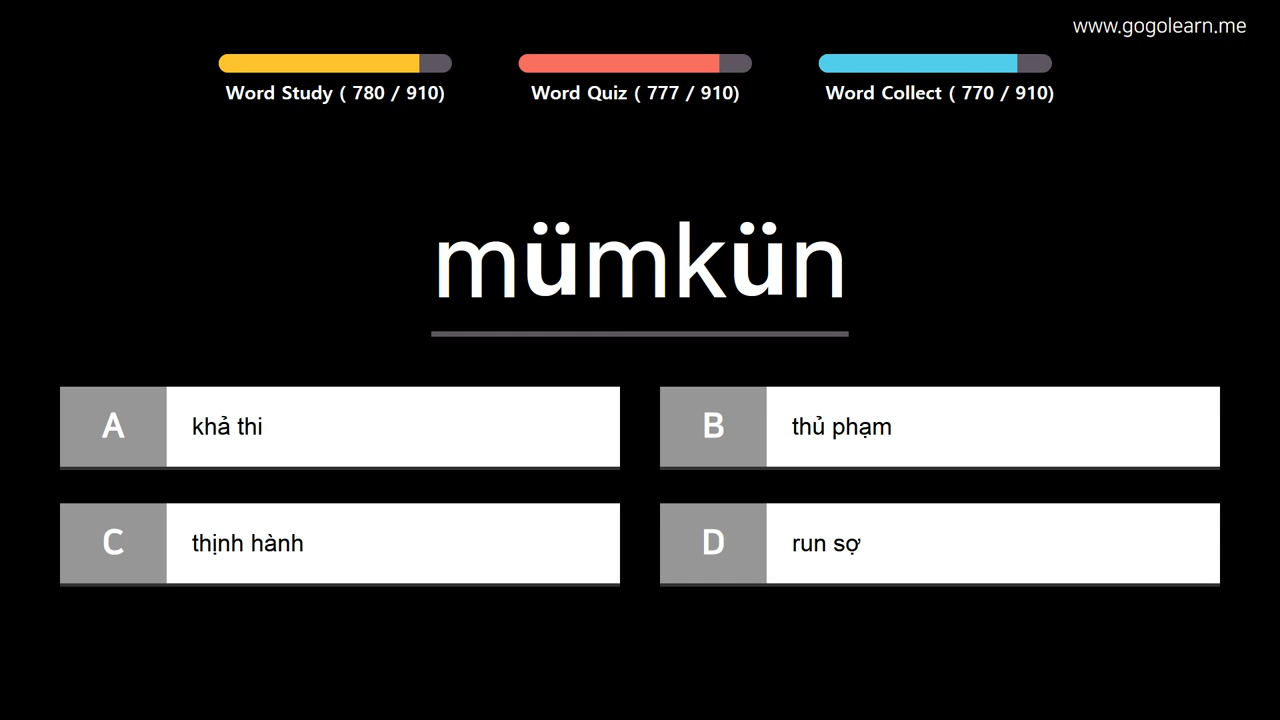 www.gogolearn.me
Word Study ( 780 / 910)
Word Quiz ( 777 / 910)
Word Collect ( 770 / 910)
mümkün
A khả thi
B thủ phạm
C thịnh hành
D run sợ